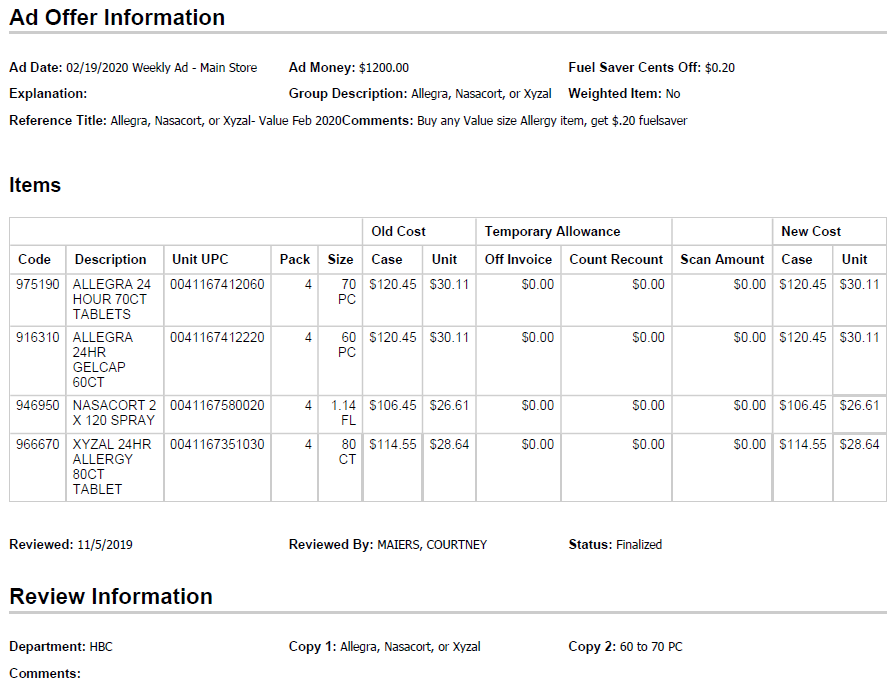 Ad Offer Information
Ad Date: 02/19/2020 Weekly Ad - Main Store Ad Money: $1200.00 Fuel Saver Cents Off: $0.20
Explanation: Group Description: Allegra, Nasacort, or Xyzal Weighted Item: No
Reference Title: Allegra, Nasacort, or Xyzal- Value Feb 2020Comments: Buy any Value size Allergy item, get $.20 fuelsaver
Items
Old Cost Temporary Allowance New Cost
Code Description Unit UPC Pack Size Case Unit Off Invoice Count Recount Scan Amount Case Unit
975190 ALLEGRA 24 0041167412060 4 70 $120.45 $30.11 $0.00 $0.00 $0.00 $120.45 $30.11
HOUR 70CT PC
TABLETS
916310 ALLEGRA 0041167412220 4 60 $120.45 $30.11 $0.00 $0.00 $0.00 $120.45 $30.11
24HR PC
GELCAP
60CT
946950 NASACORT 2 0041167580020 4 1.14 $106.45 $26.61 $0.00 $0.00 $0.00 $106.45 $26.61
X 120 SPRAY FL
966670 XYZAL 24HR 0041167351030 4 80 $114.55 $28.64 $0.00 $0.00 $0.00 $114.55 $28.64
ALLERGY CT
80CT
TABLET
Reviewed: 11/5/2019 Reviewed By: MAIERS, COURTNEY Status: Finalized
Review Information
Department: HBC Copy 1: Allegra, Nasacort, or Xyzal Copy 2: 60 to 70 PC
Comments: